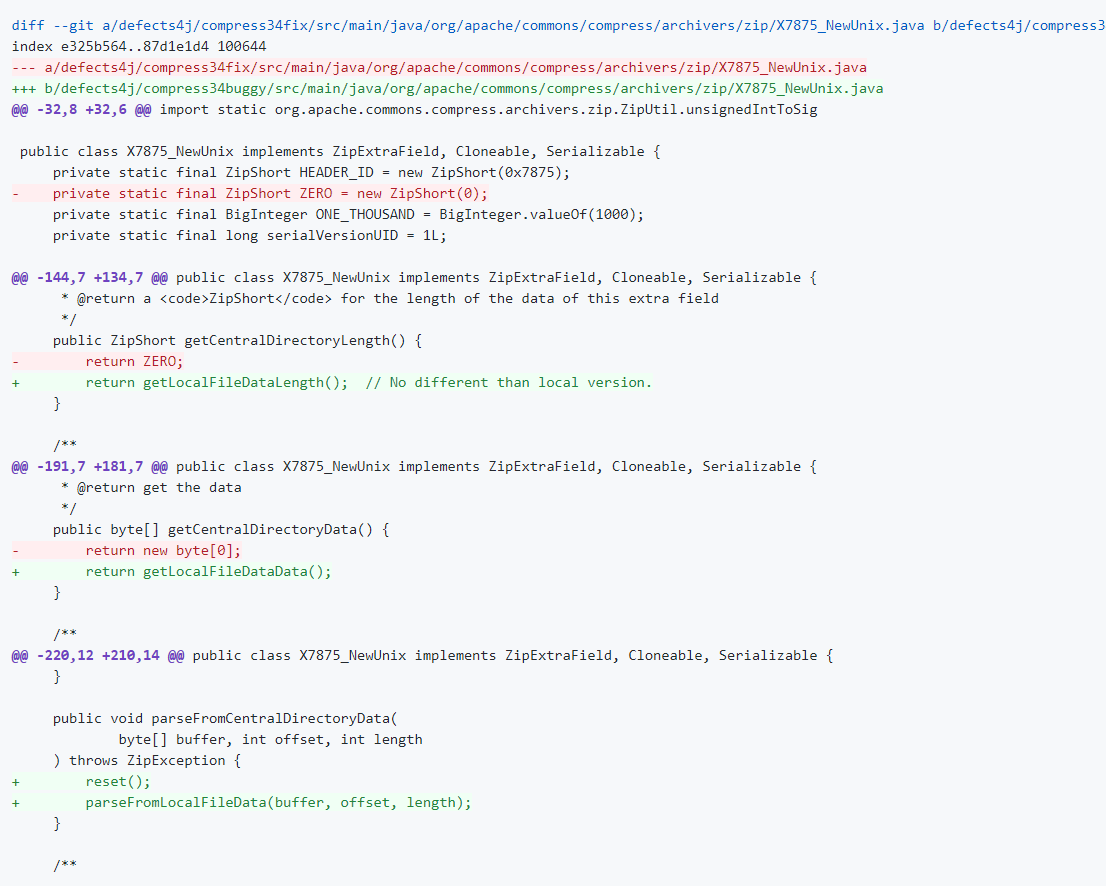 diff --git a/defects4j/compress34fix/src/main/java/org/apache/commons/compress/archivers/zip/X7875_NewUnix.java b/defects4j/compress3
index e325b564..87d1e1d4 100644
--- a/defects4j/compress34fix/src/main/java/org/apache/commons/compress/archivers/zip/X7875_NewUnix.java
+++ b/defects4j/compress34buggy/src/main/java/org/apache/commons/compress/archivers/zip/X7875_NewUnix.java
@@ -32,8 +32,6 @@ import static org.apache.commons.compress.archivers.zip.ZipUtil.unsignedIntToSig
public class X7875_NewUnix implements ZipExtraField, Cloneable, Serializable {
private static final ZipShort HEADER_ID = new ZipShort(0x7875);
- private static final ZipShort ZERO = new ZipShort(0);
private static final BigInteger ONE_THOUSAND = BigInteger.valueOf(1000);
private static final long serialVersionUID = 1L;
@@ -144,7 +134,7 @@ public class X7875_NewUnix implements ZipExtraField, Cloneable, Serializable {
* @return a <code>ZipShort</code> for the length of the data of this extra field
*/
public ZipShort getCentralDirectoryLength() {
- return ZERO;
+ return getLocalFileDataLength();  // No different than local version.
}
/**
@@ -191,7 +181,7 @@ public class X7875_NewUnix implements ZipExtraField, Cloneable, Serializable {
* @return get the data
*/
public byte[] getCentralDirectoryData() {
- return new byte[0];
+ return getLocalFileDataData();
}
/**
@@ -220,12 +210,14 @@ public class X7875_NewUnix implements ZipExtraField, Cloneable, Serializable {
}
public void parseFromCentralDirectoryData(
byte[] buffer, int offset, int length
) throws ZipException {
+ reset();
+ parseFromLocalFileData(buffer, offset, length);
}
/**